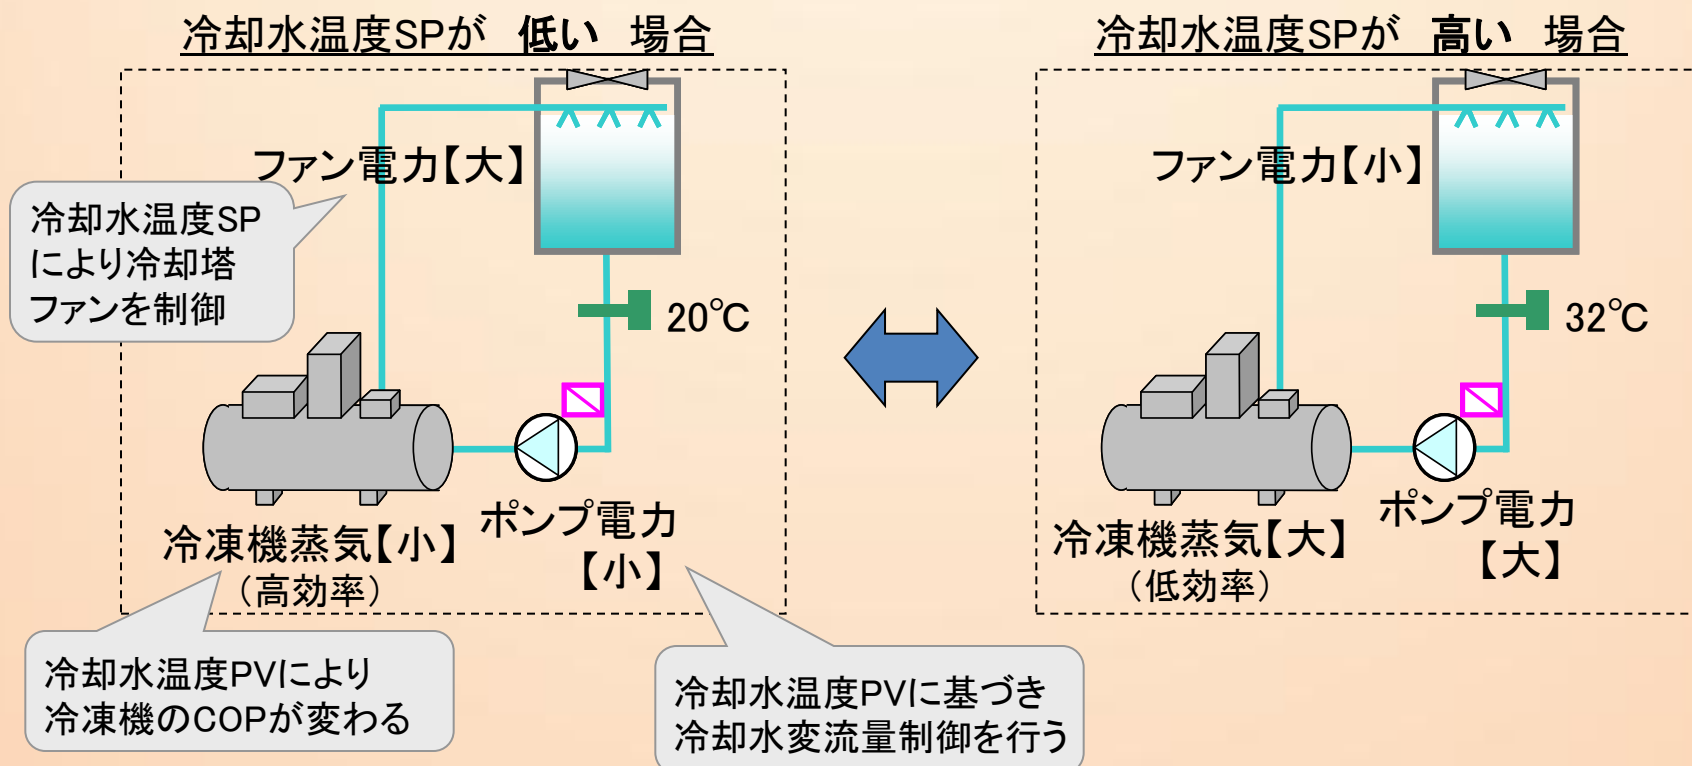 冷却水温度SPが 低い 場合
ファン電力【大】
冷却水温度SP
により冷却塔
ファンを制御
20℃
冷凍機蒸気【小】
（高効率）
ポンプ電力
【小】
冷却水温度PVにより
冷凍機のCOPが変わる
冷却水温度PVに基づき
冷却水変流量制御を行う
冷却水温度SPが 高い 場合
ファン電力【小】
32℃
冷凍機蒸気【大】
（低効率）
ポンプ電力
【大】